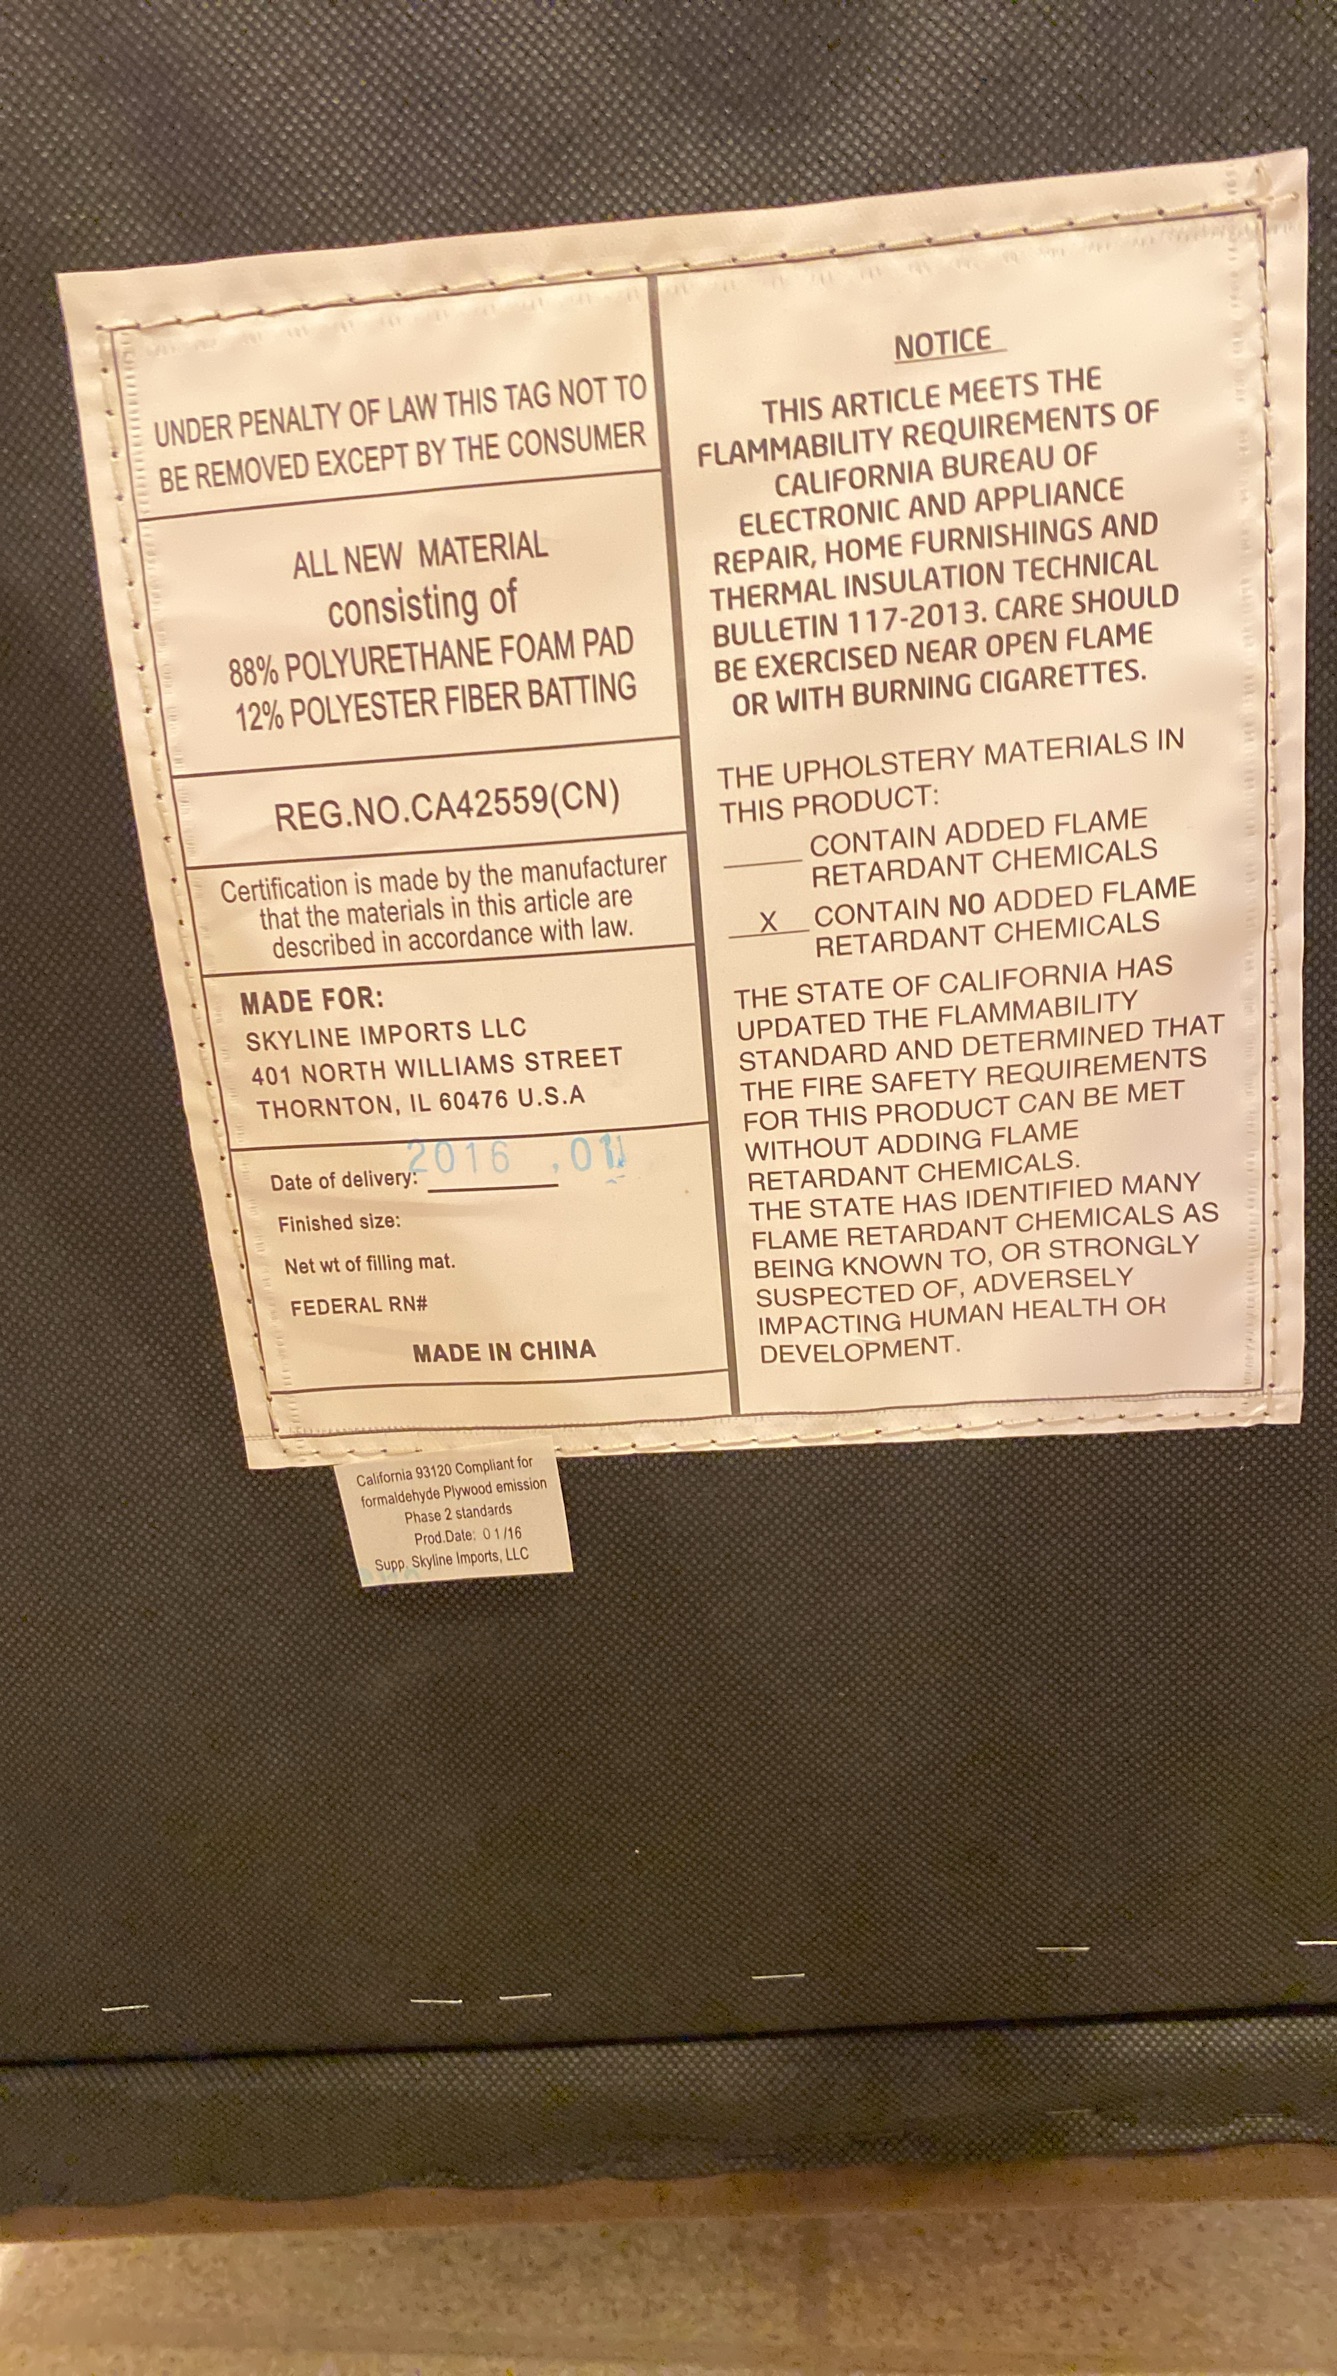 UNDER PENALTY OF LAW THIS TAG NOT TO
BE REMOVED EXCEPT BY THE CONSUMER
ALL NEW MATERIAL
consisting of
88% POLYURETHANE FOAM PAD
12% POLYESTER FIBER BATTING
REG.NO.CA42559(CN)
Certification is made by the manufacturer
that the materials in this article are
described in accordance with law.
MADE FOR:
SKYLINE IMPORTS LLC
401 NORTH WILLIAMS STREET
THORNTON, IL 60476 U.S.A
Date of delivery: 2016 .01
Finished size:
Net wt of filling mat.
FEDERAL RN#
MADE IN CHINA
NOTICE
THIS ARTICLE MEETS THE
FLAMMABILITY REQUIREMENTS OF
CALIFORNIA BUREAU OF
ELECTRONIC AND APPLIANCE
REPAIR, HOME FURNISHINGS AND
THERMAL INSULATION TECHNICAL
BULLETIN 117-2013. CARE SHOULD
BE EXERCISED NEAR OPEN FLAME
OR WITH BURNING CIGARETTES.
THE UPHOLSTERY MATERIALS IN
THIS PRODUCT:
CONTAIN ADDED FLAME
RETARDANT CHEMICALS
X CONTAIN NO ADDED FLAME
RETARDANT CHEMICALS
THE STATE OF CALIFORNIA HAS
UPDATED THE FLAMMABILITY
STANDARD AND DETERMINED THAT
THE FIRE SAFETY REQUIREMENTS
FOR THIS PRODUCT CAN BE MET
WITHOUT ADDING FLAME
RETARDANT CHEMICALS.
THE STATE HAS IDENTIFIED MANY
FLAME RETARDANT CHEMICALS AS
BEING KNOWN TO, OR STRONGLY
SUSPECTED OF, ADVERSELY
IMPACTING HUMAN HEALTH OR
DEVELOPMENT.
California 93120 Compliant for
formaldehyde Plywood emission
Phase 2 standards
Prod.Date: 01/16
Supp. Skyline Imports, LLC